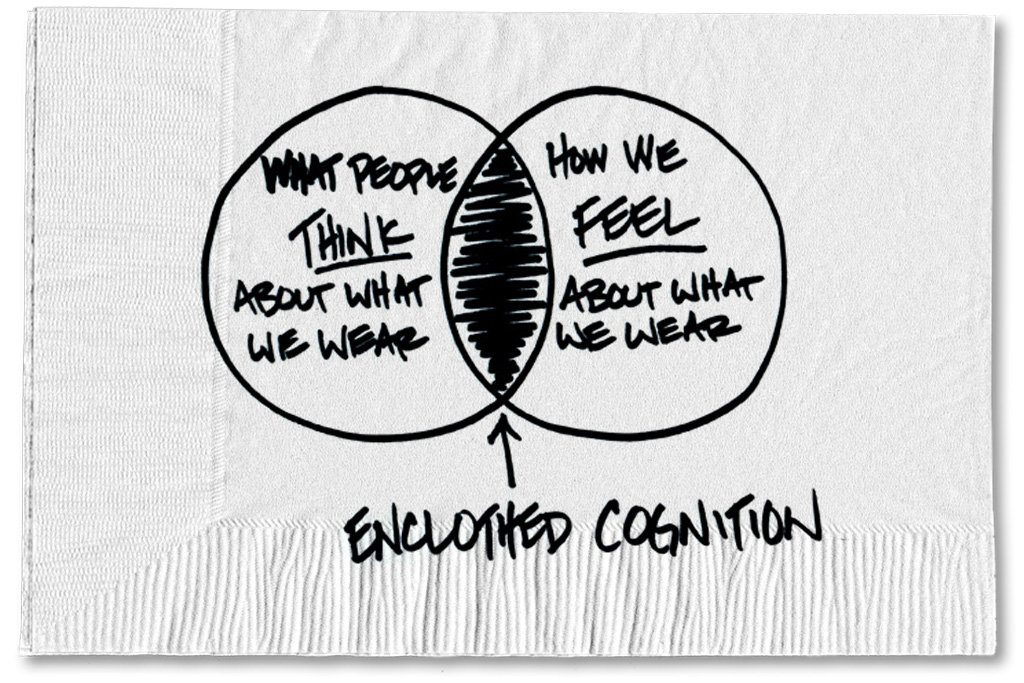 WHAT PEOPLE
THINK
ABOUT WHAT
WE WEAR
HOW WE
FEEL
ABOUT WHAT
WE WEAR
ENCLOTHED COGNITION